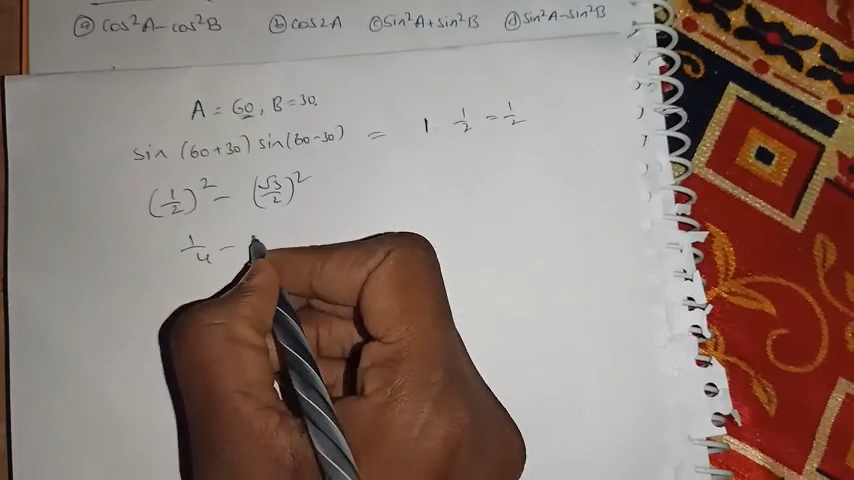 ⓐ cos²A-cos²B ⓑ cos2A ⓒ sin²A+sin²B ⓓ sin²A-sin²B
A = 60, B = 30.
sin (60+30) sin(60-30) = 1. 1/2 = 1/2
(1/2)² - (√3/2)²
1/4 -